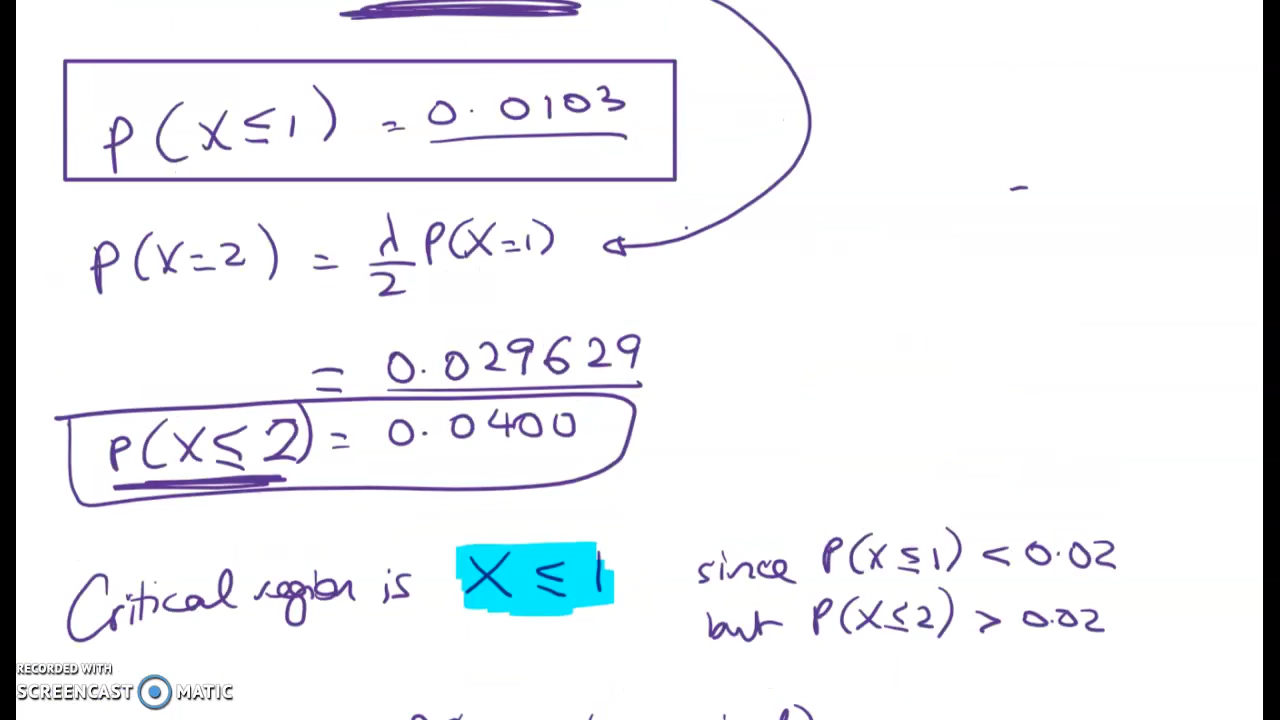 P(X≤1) = 0.0103
P(X=2) = λ/2 P(X=1)
= 0.029629
P(X≤2) = 0.0400
Critical region is X ≤ 1
since P(X≤1) < 0.02
but P(X≤2) > 0.02
RECORDED WITH
SCREENCAST MATIC